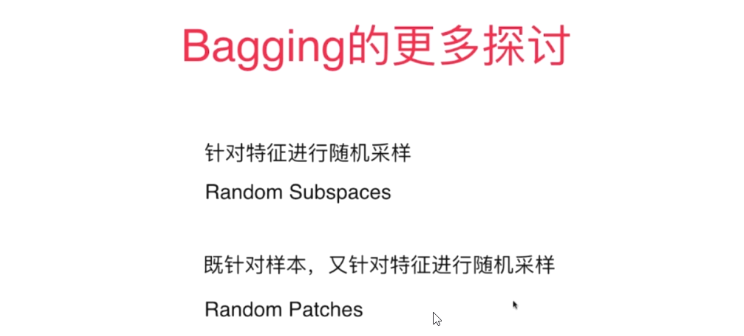 Bagging的更多探讨
针对特征进行随机采样
Random Subspaces
既针对样本，又针对特征进行随机采样
Random Patches